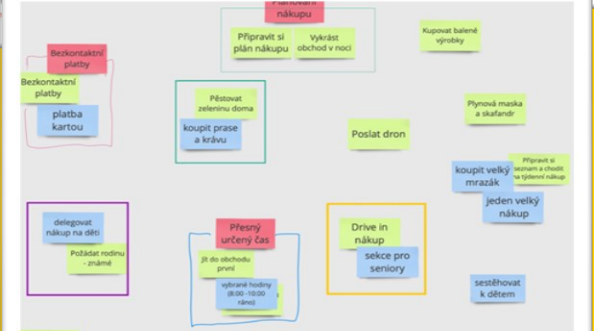 Plánování
nákupu
Připravit si
plán nákupu
Vykrást
obchod v noci
Kupovat balené
výrobky
Bezkontaktní
platby
Bezkontaktní
platby
platba
kartou
Pěstovat
zeleninu doma
koupit prase
a krávu
Poslat dron
Plynová maska
a skafandr
koupit velký
mrazák
Připravit si
seznam a chodit
na týdenní nákup
jeden velký
nákup
delegovat
nákup na děti
Požádat rodinu
- známé
Přesný
určený čas
Jít do obchodu
první
vybrané hodiny
(8:00 -10:00
ráno)
Drive in
nákup
sekce pro
seniory
sestěhovat
k dětem